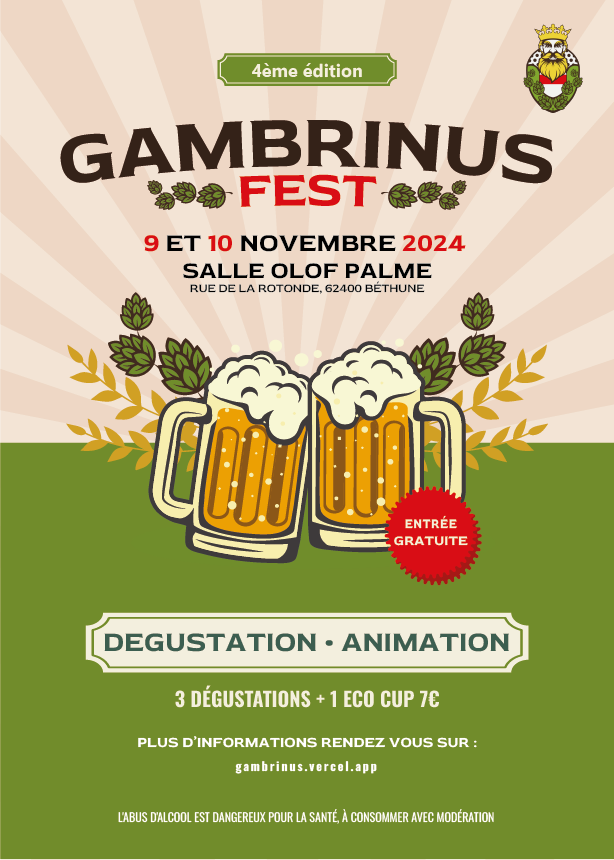 4ème édition
GAMBRINUS
FEST
9 ET 10 NOVEMBRE 2024
SALLE OLOF PALME
RUE DE LA ROTONDE, 62400 BÉTHUNE
ENTRÉE
GRATUITE
DEGUSTATION • ANIMATION
3 DÉGUSTATIONS + 1 ECO CUP 7€
PLUS D'INFORMATIONS RENDEZ VOUS SUR :
gambrinus.vercel.app
L'ABUS D'ALCOOL EST DANGEREUX POUR LA SANTÉ, À CONSOMMER AVEC MODÉRATION